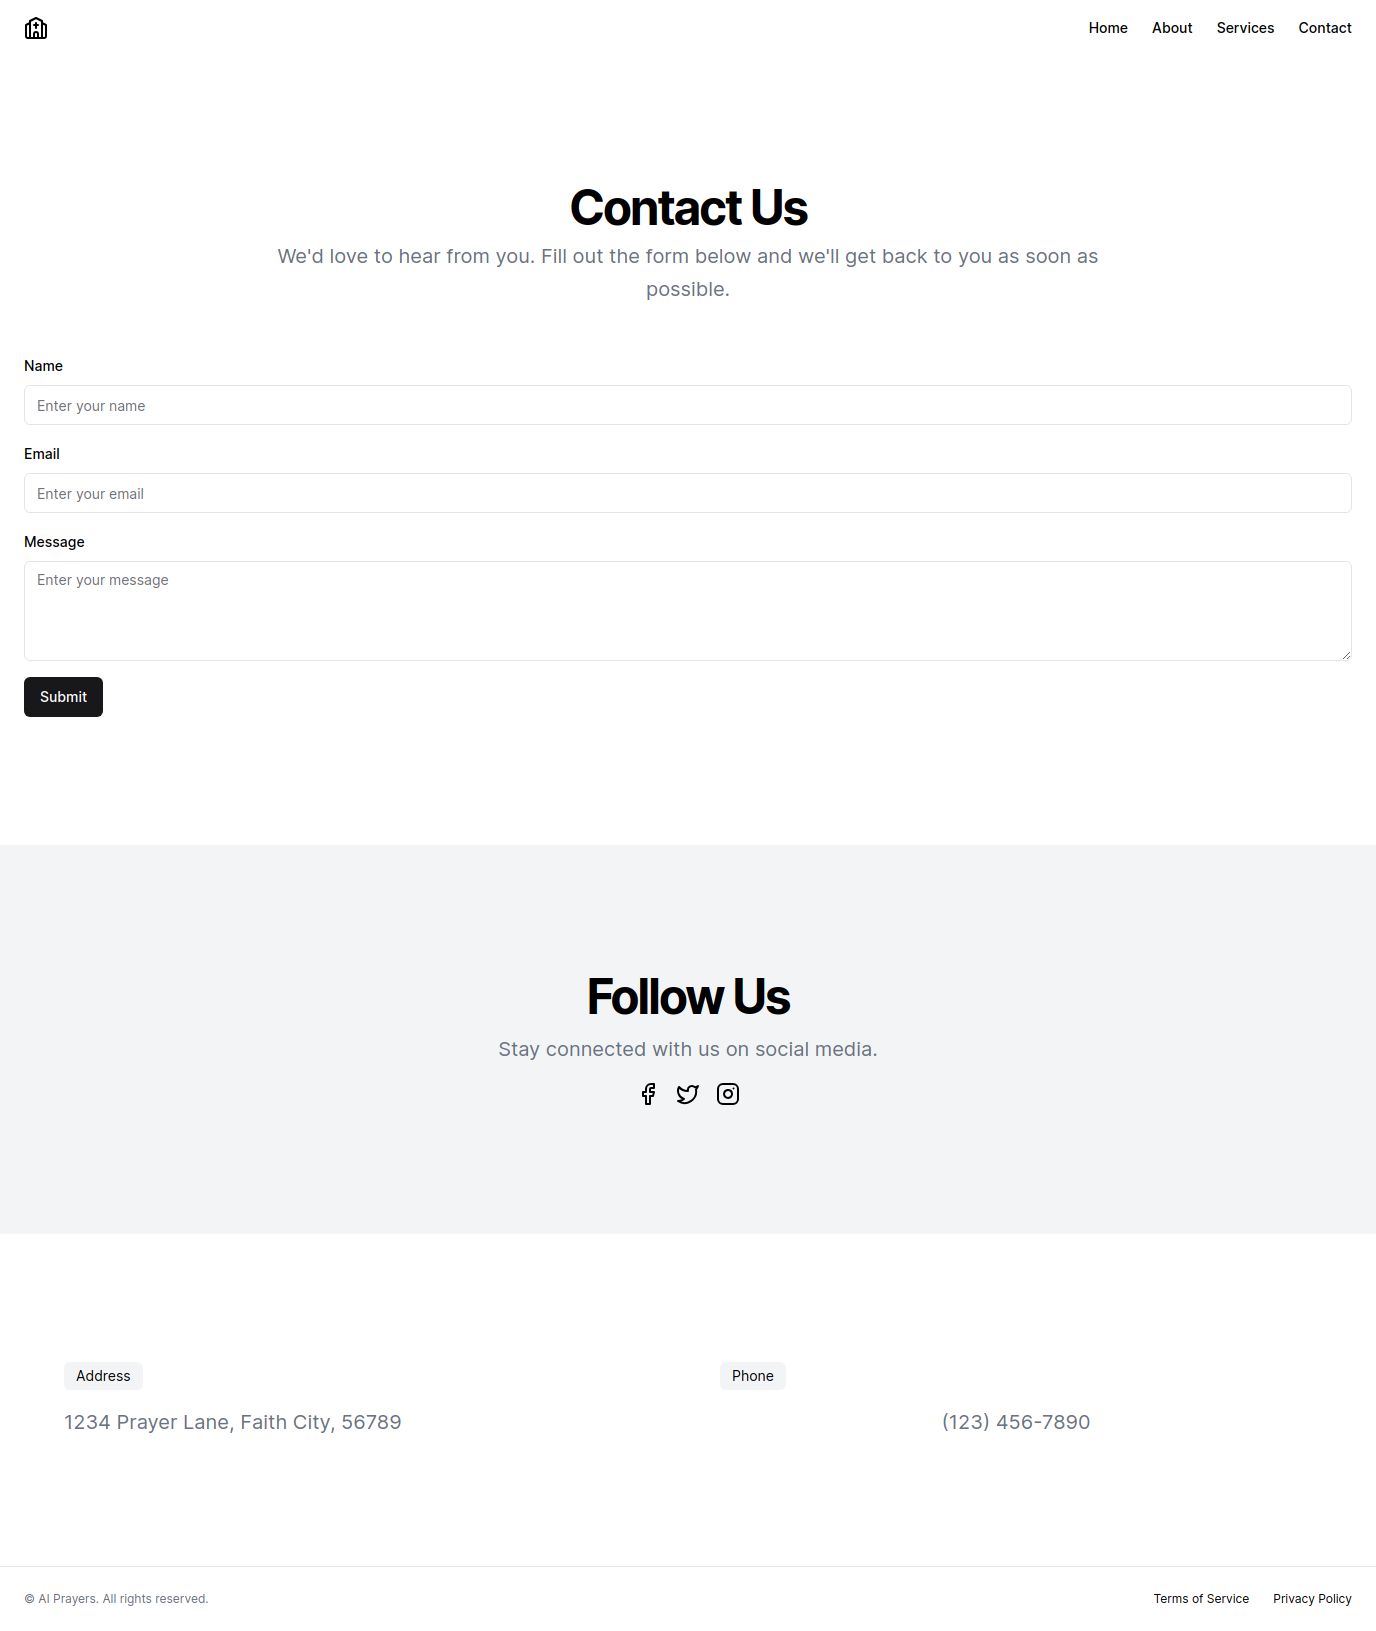 Home About Services Contact
Contact Us
We'd love to hear from you. Fill out the form below and we'll get back to you as soon as
possible.
Name
Enter your name
Email
Enter your email
Message
Enter your message
Submit
Follow Us
Stay connected with us on social media.
Address
1234 Prayer Lane, Faith City, 56789
Phone
(123) 456-7890
© AI Prayers. All rights reserved.
Terms of Service Privacy Policy